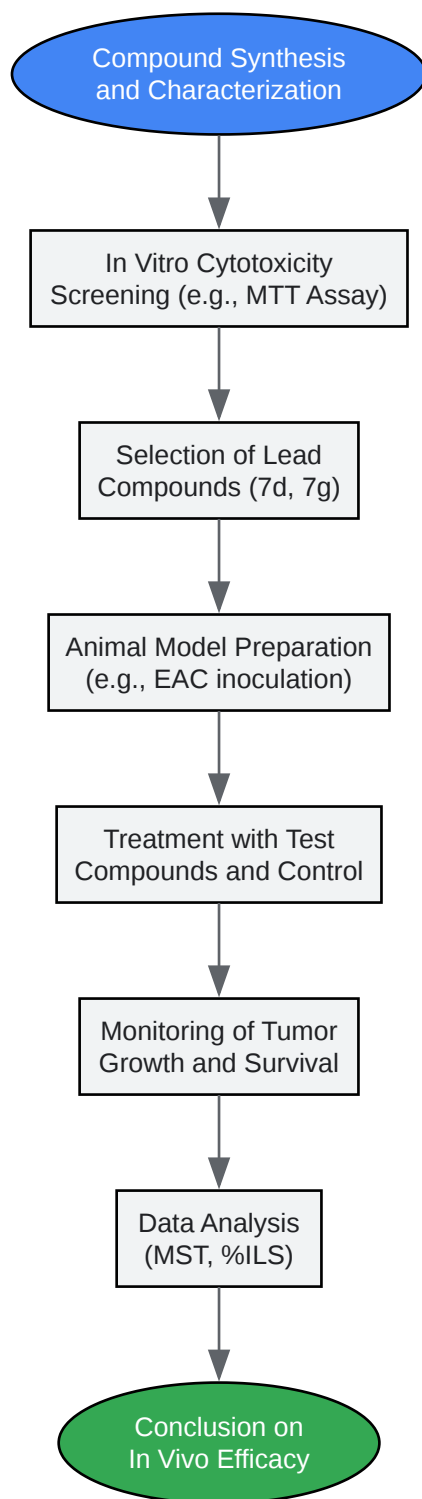 Compound Synthesis
and Characterization
In Vitro Cytotoxicity
Screening (e.g., MTT Assay)
Selection of Lead
Compounds (7d, 7g)
Animal Model Preparation
(e.g., EAC inoculation)
Treatment with Test
Compounds and Control
Monitoring of Tumor
Growth and Survival
Data Analysis
(MST, %ILS)
Conclusion on
In Vivo Efficacy